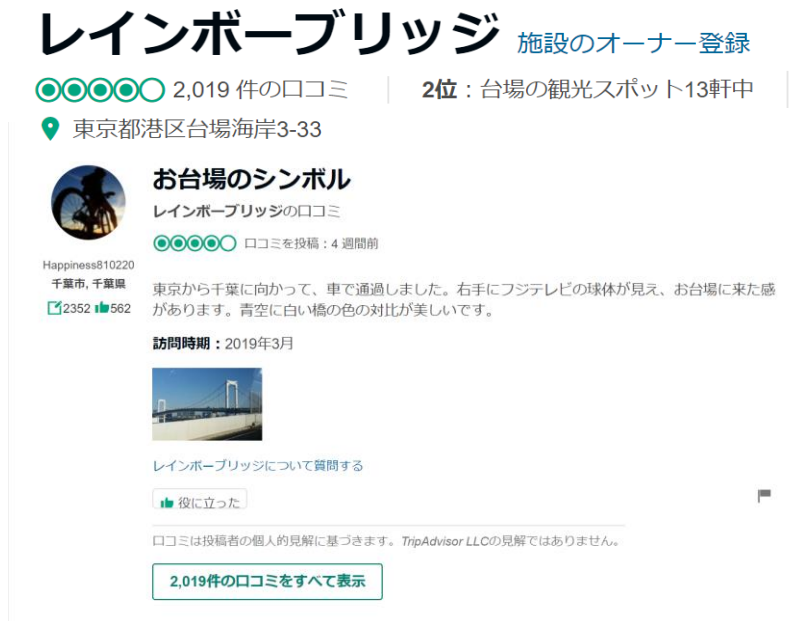 レインボーブリッジ 施設のオーナー登録
2,019 件の口コミ 2位：台場の観光スポット13軒中
東京都港区台場海岸3-33
お台場のシンボル
レインボーブリッジの口コミ
口コミを投稿：4 週間前
Happiness810220
千葉市, 千葉県
2352 562
東京から千葉に向かって、車で通過しました。右手にフジテレビの球体が見え、お台場に来た感
があります。青空に白い橋の色の対比が美しいです。
訪問時期：2019年3月
レインボーブリッジについて質問する
役に立った
口コミは投稿者の個人的見解に基づきます。TripAdvisor LLCの見解ではありません。
2,019件の口コミをすべて表示